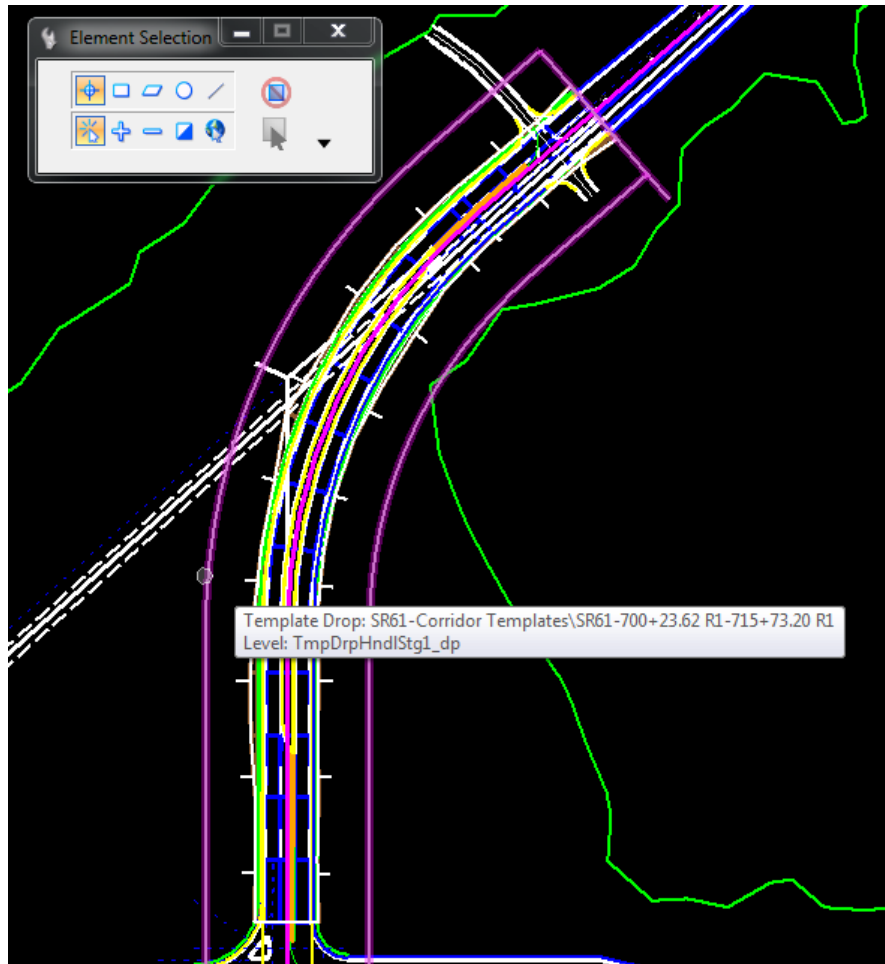 Element Selection
Template Drop: SR61-Corridor Templates\SR61-700+23.62 R1-715+73.20 R1
Level: TmpDrpHndlStg1_dp